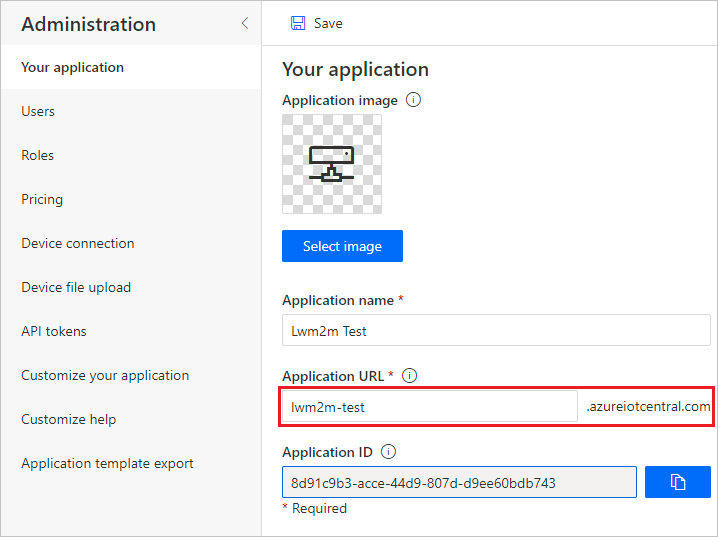 Administration
Your application
Users
Roles
Pricing
Device connection
Device file upload
API tokens
Customize your application
Customize help
Application template export
Save
Your application
Application image
Select image
Application name *
Lwm2m Test
Application URL *
lwm2m-test .azureiotcentral.com
Application ID
8d91c9b3-acce-44d9-807d-d9ee60bdb743
* Required